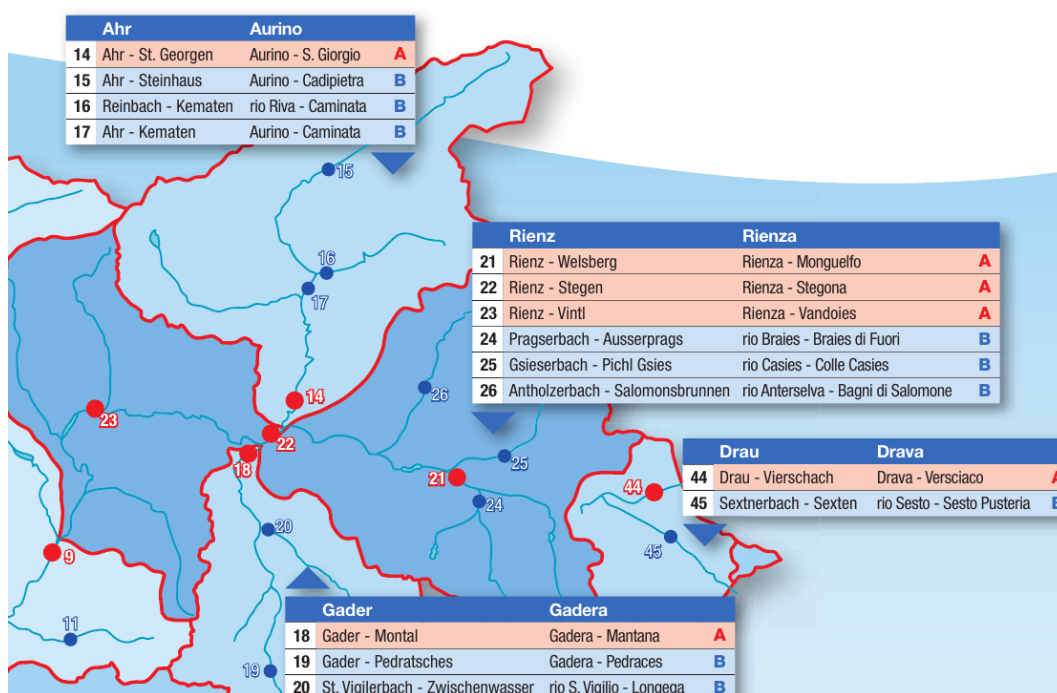 Ahr Aurino
14 Ahr - St. Georgen Aurino - S. Giorgio A
15 Ahr - Steinhaus Aurino - Cadipietra B
16 Reinbach - Kematen rio Riva - Caminata B
17 Ahr - Kematen Aurino - Caminata B
15
Rienz Rienza
21 Rienz - Welsberg Rienza - Monguelfo A
22 Rienz - Stegen Rienza - Stegona A
23 Rienz - Vintl Rienza - Vandoies A
24 Pragserbach - Ausserprags rio Braies - Braies di Fuori B
25 Gsieserbach - Pichl Gsies rio Casies - Colle Casies B
26 Antholzerbach - Salomonsbrunnen rio Anterselva - Bagni di Salomone B
16
17
26
14
23
22
18
25
21
24
44
20
45
9
11
19
Drau Drava
44 Drau - Vierschach Drava - Versciaco A
45 Sextnerbach - Sexten rio Sesto - Sesto Pusteria B
Gader Gadera
18 Gader - Montal Gadera - Mantana A
19 Gader - Pedratsches Gadera - Pedraces B
20 St. Vigilerbach - Zwischenwasser rio S. Vigilio - Longega B